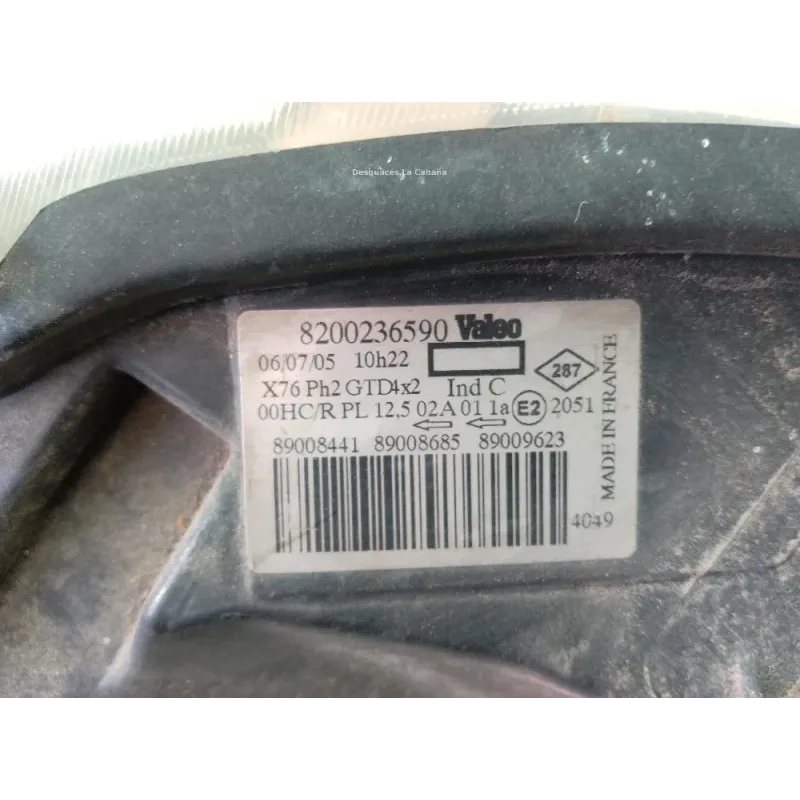 Desguaces La Cabana
8200236590 Valeo
06/07/05 10h22
287
X76 Ph2 GTD4x2 Ind C
00HC/R PL 12,5 02A 01 1a E2 2051
89008441 89008685 89009623
4049
MADE IN FRANCE